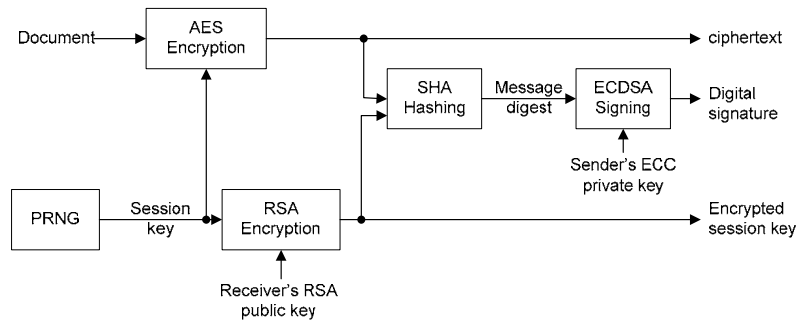 Document
AES
Encryption
ciphertext
SHA
Hashing
Message
digest
ECDSA
Signing
Digital
signature
Sender's ECC
private key
PRNG
Session
key
RSA
Encryption
Encrypted
session key
Receiver's RSA
public key